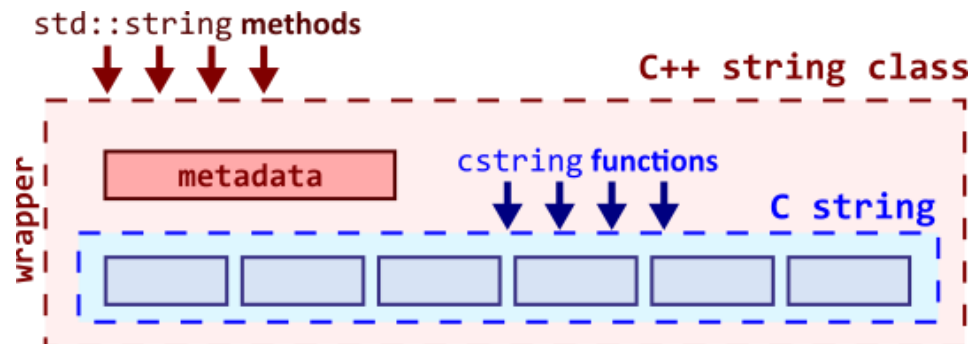 std::string methods
C++ string class
wrapper
metadata
cstring functions
C string